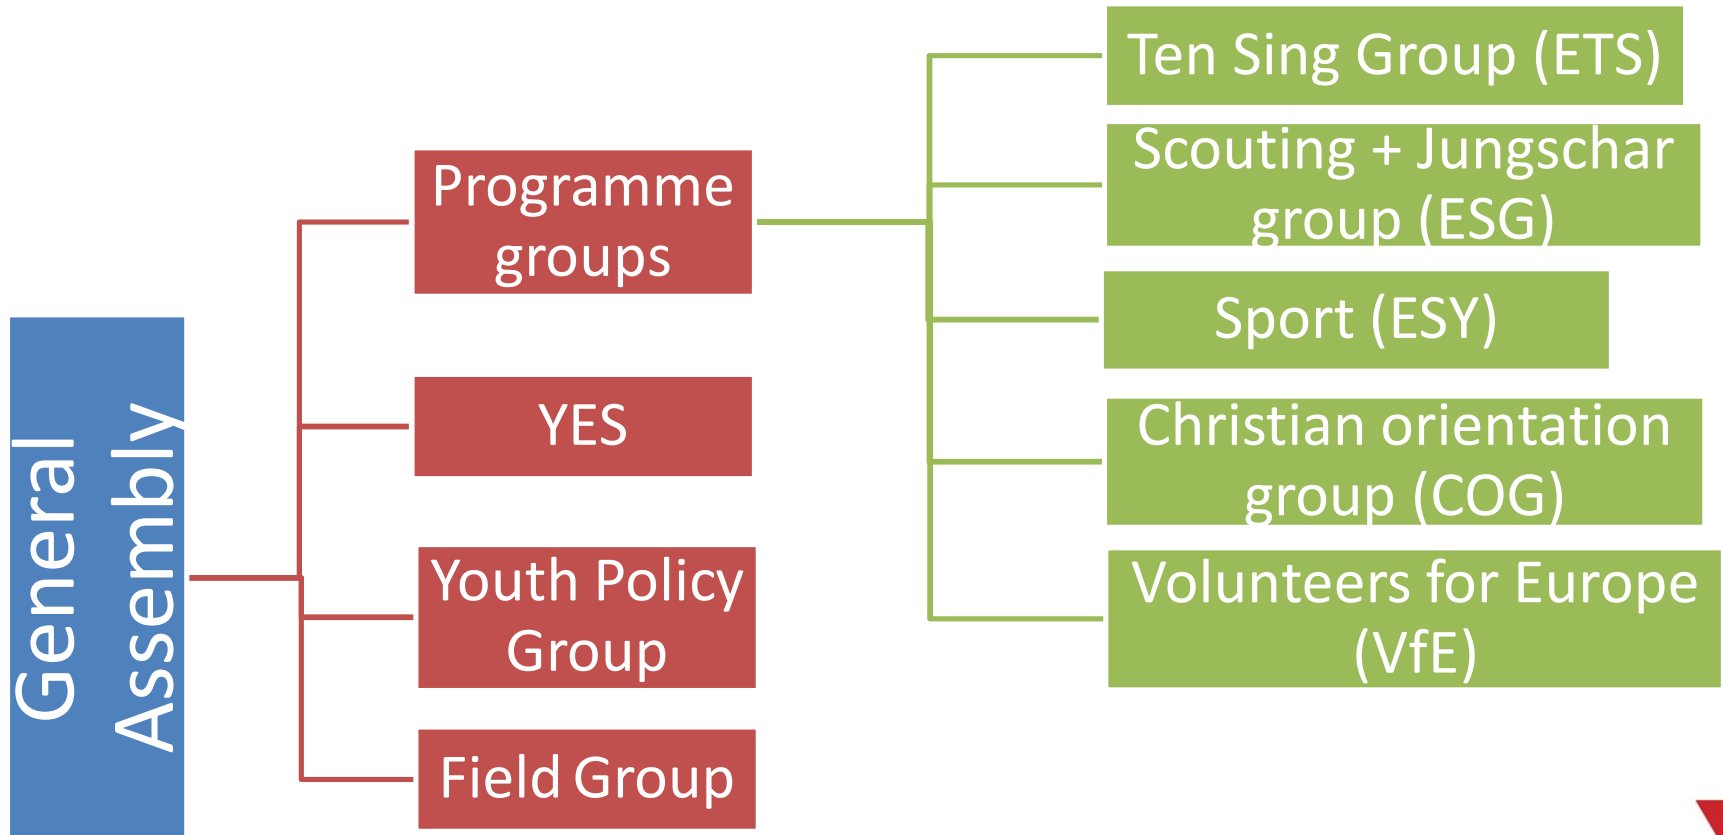 General
Assembly
Programme
groups
YES
Youth Policy
Group
Field Group
Ten Sing Group (ETS)
Scouting + Jungschar
group (ESG)
Sport (ESY)
Christian orientation
group (COG)
Volunteers for Europe
(VfE)